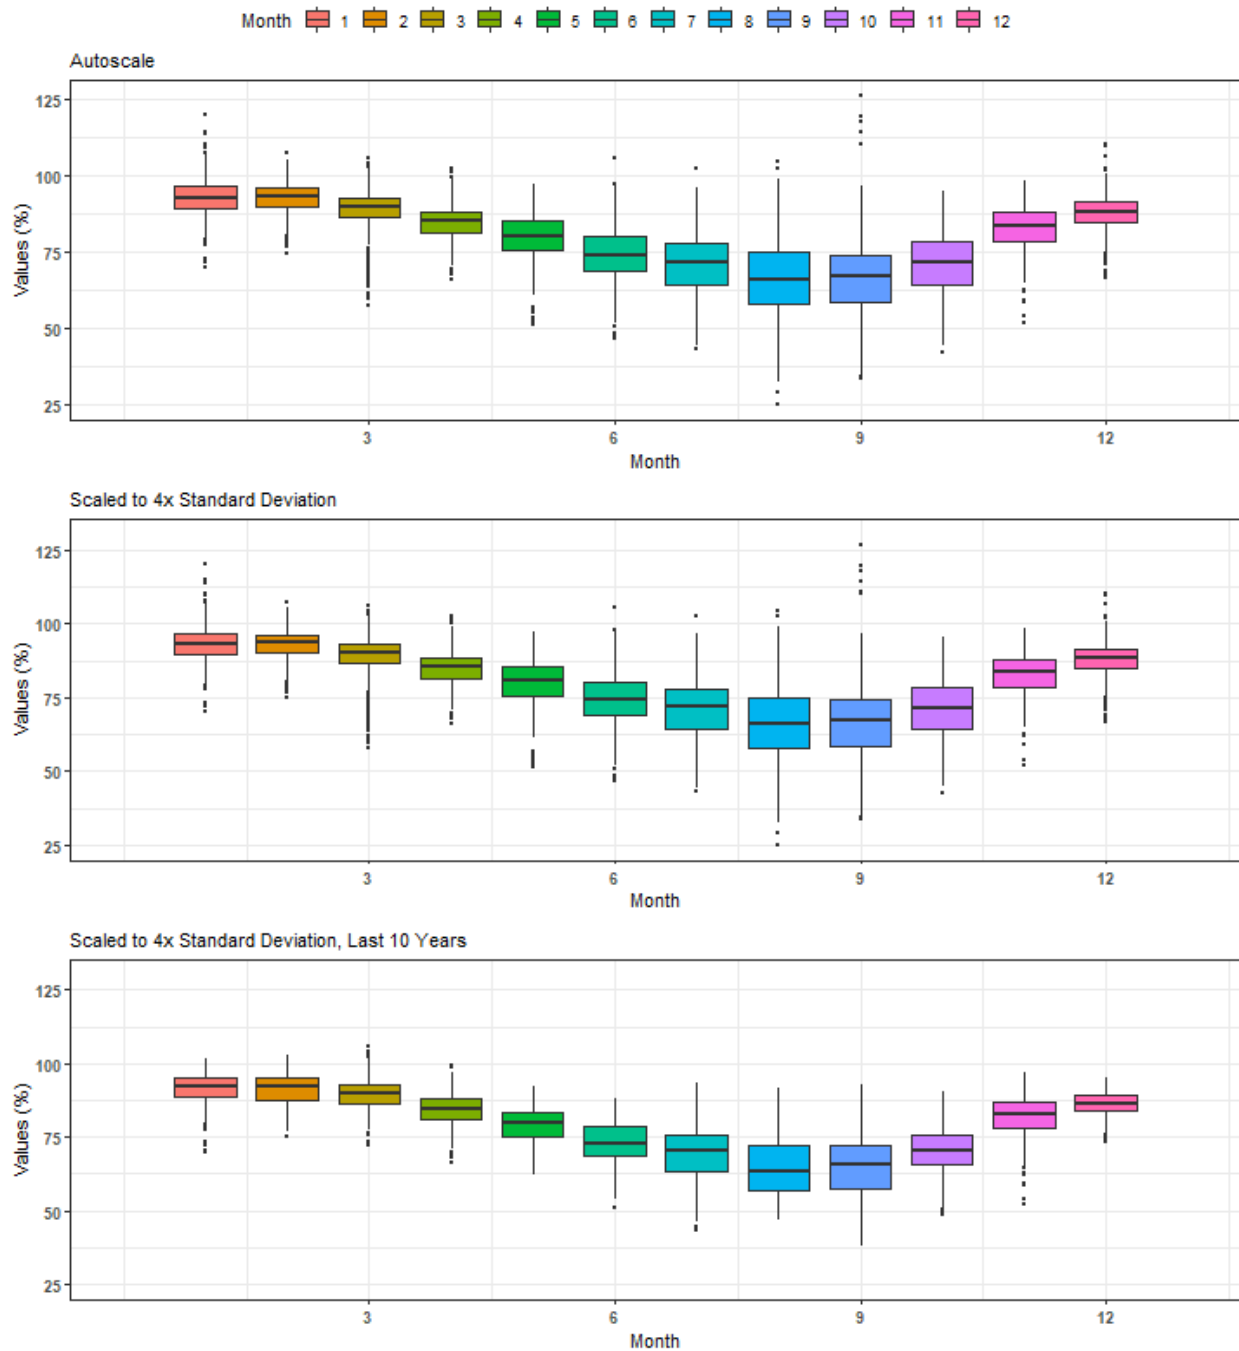 Month 1 2 3 4 5 6 7 8 9 10 11 12
Autoscale
Values (%)
125
100
75
50
25
3 6 9 12
Month
Scaled to 4x Standard Deviation
Values (%)
125
100
75
50
25
3 6 9 12
Month
Scaled to 4x Standard Deviation, Last 10 Years
Values (%)
125
100
75
50
25
3 6 9 12
Month